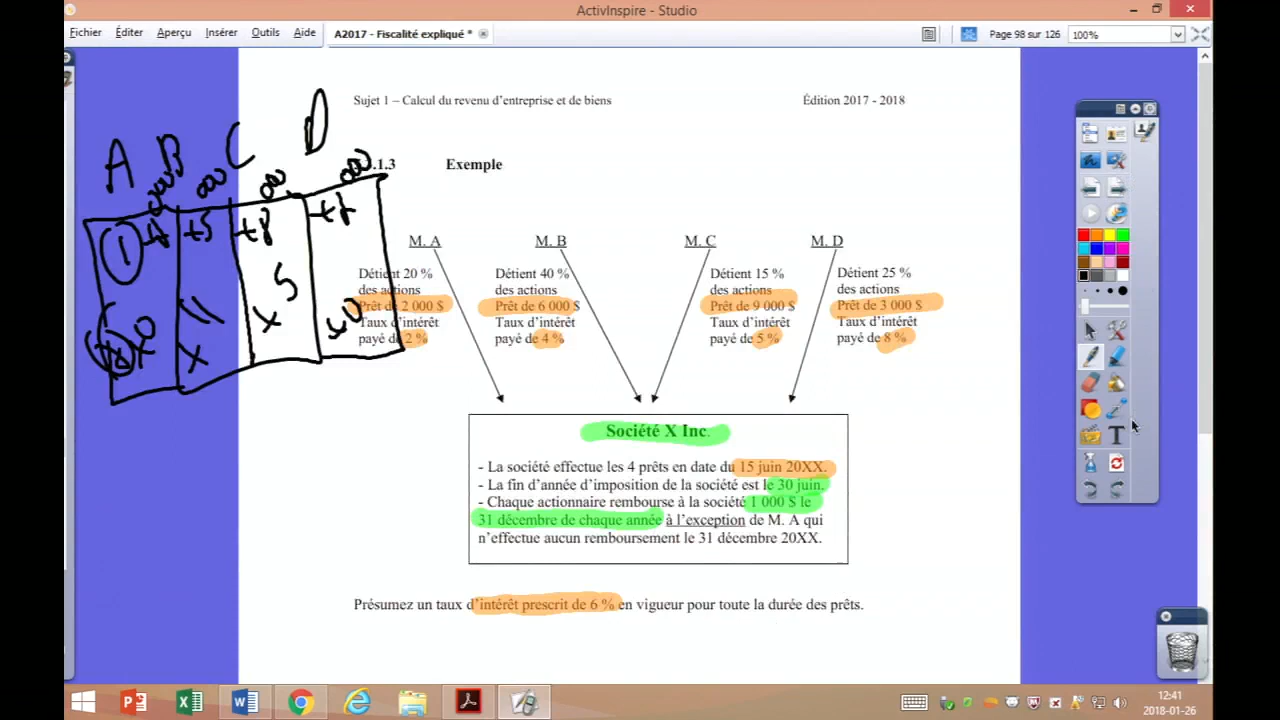 ActivInspire - Studio
Fichier Éditer Aperçu Insérer Outils Aide A2017 - Fiscalité expliqué * Page 98 sur 126 100%
Sujet 1 – Calcul du revenu d'entreprise et de biens Édition 2017 - 2018
.1.3 Exemple
A B C D
M. A M. B M. C M. D
Détient 20 % Détient 40 % Détient 15 % Détient 25 %
des actions des actions des actions des actions
Prêt de 2 000 $ Prêt de 6 000 $ Prêt de 9 000 $ Prêt de 3 000 $
Taux d'intérêt Taux d'intérêt Taux d'intérêt Taux d'intérêt
payé de 2 % payé de 4 % payé de 5 % payé de 8 %
Société X Inc.
- La société effectue les 4 prêts en date du 15 juin 20XX.
- La fin d'année d'imposition de la société est le 30 juin.
- Chaque actionnaire rembourse à la société 1 000 $ le
31 décembre de chaque année à l'exception de M. A qui
n'effectue aucun remboursement le 31 décembre 20XX.
Présumez un taux d'intérêt prescrit de 6 % en vigueur pour toute la durée des prêts.
12:41
2018-01-26